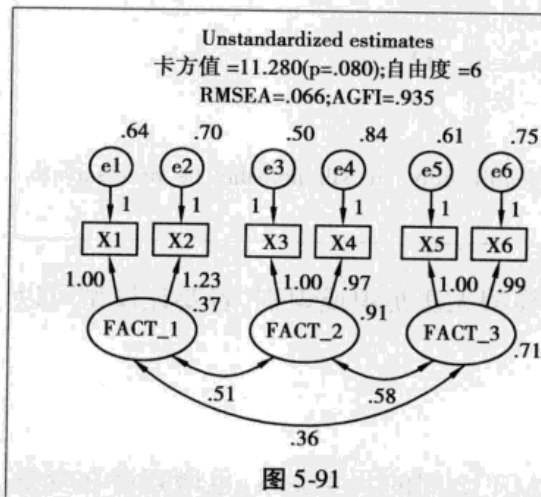 Unstandardized estimates
卡方值 =11.280(p=.080);自由度 =6
RMSEA=.066;AGFI=.935
.64 .70 .50 .84 .61 .75
e1 e2 e3 e4 e5 e6
1 1 1 1 1 1
X1 X2 X3 X4 X5 X6
1.00 1.23 1.00 .97 1.00 .99
.37 .91 .71
FACT_1 FACT_2 FACT_3
.51 .58
.36
图 5-91